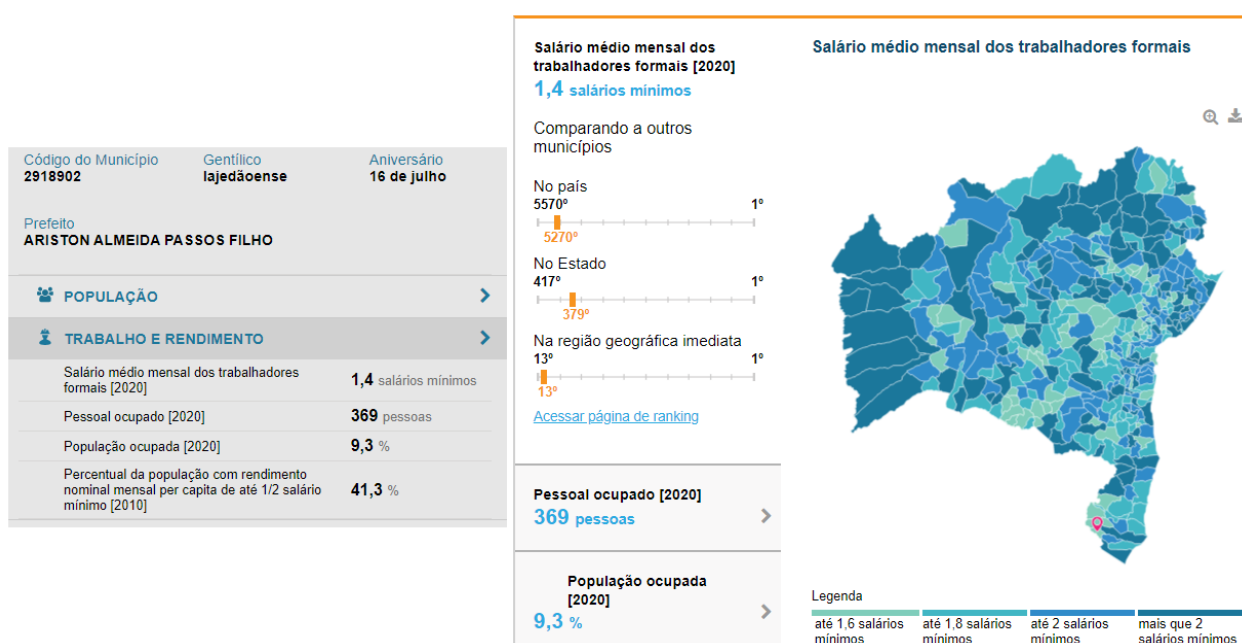 Código do Município
2918902
Gentílico
lajedãoense
Aniversário
16 de julho
Prefeito
ARISTON ALMEIDA PASSOS FILHO
POPULAÇÃO
TRABALHO E RENDIMENTO
Salário médio mensal dos trabalhadores
formais [2020]
1,4 salários mínimos
Pessoal ocupado [2020]
369 pessoas
População ocupada [2020]
9,3 %
Percentual da população com rendimento
nominal mensal per capita de até 1/2 salário
mínimo [2010]
41,3 %
Salário médio mensal dos
trabalhadores formais [2020]
1,4 salários mínimos
Comparando a outros
municípios
No país
5570º 1º
5270º
No Estado
417º 1º
379º
Na região geográfica imediata
13º 1º
13º
Acessar página de ranking
Pessoal ocupado [2020]
369 pessoas
População ocupada
[2020]
9,3 %
Salário médio mensal dos trabalhadores formais
Legenda
até 1,6 salários
mínimos
até 1,8 salários
mínimos
até 2 salários
mínimos
mais que 2
salários mínimos